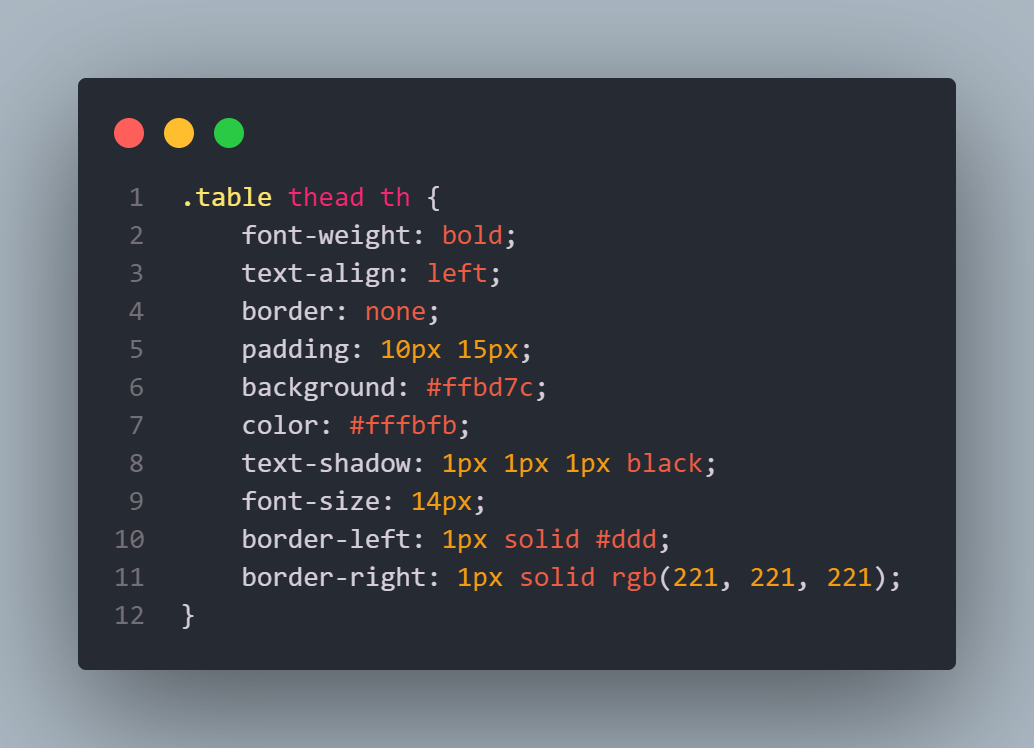 1 .table thead th {
2     font-weight: bold;
3     text-align: left;
4     border: none;
5     padding: 10px 15px;
6     background: #ffbd7c;
7     color: #fffbfb;
8     text-shadow: 1px 1px 1px black;
9     font-size: 14px;
10     border-left: 1px solid #ddd;
11     border-right: 1px solid rgb(221, 221, 221);
12 }